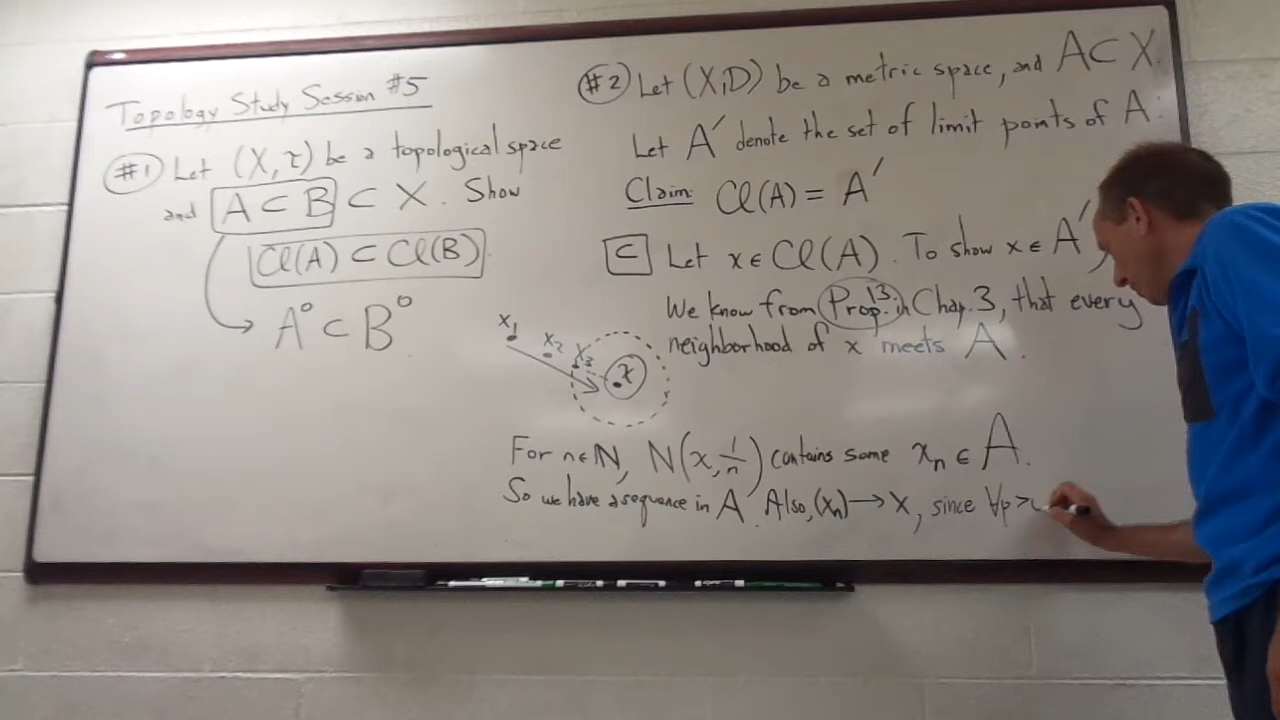 Topology Study Session #5
#1 Let (X, τ) be a topological space
and A ⊂ B ⊂ X. Show
Cl(A) ⊂ Cl(B).
A° ⊂ B°
#2 Let (X, D) be a metric space, and A ⊂ X.
Let A′ denote the set of limit points of A.
Claim: Cl(A) = A′
⊂ Let x ∈ Cl(A). To show x ∈ A′,
We know from Prop. 13 in Chap. 3, that every
neighborhood of x meets A.
x₁
x₂
x₃
x
For n ∈ ℕ, N(x, 1/n) contains some xₙ ∈ A.
So we have a sequence in A. Also, (xₙ) → x, since ∀p >